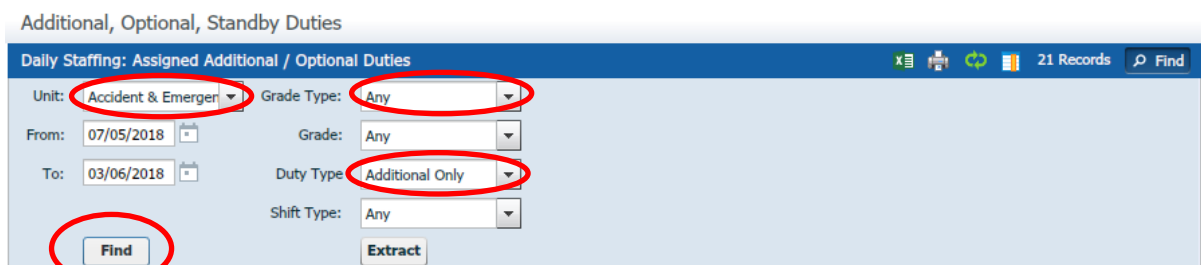 Additional, Optional, Standby Duties
Daily Staffing: Assigned Additional / Optional Duties 21 Records Find
Unit: Accident & Emergen Grade Type: Any
From: 07/05/2018 Grade: Any
To: 03/06/2018 Duty Type Additional Only
Shift Type: Any
Find Extract